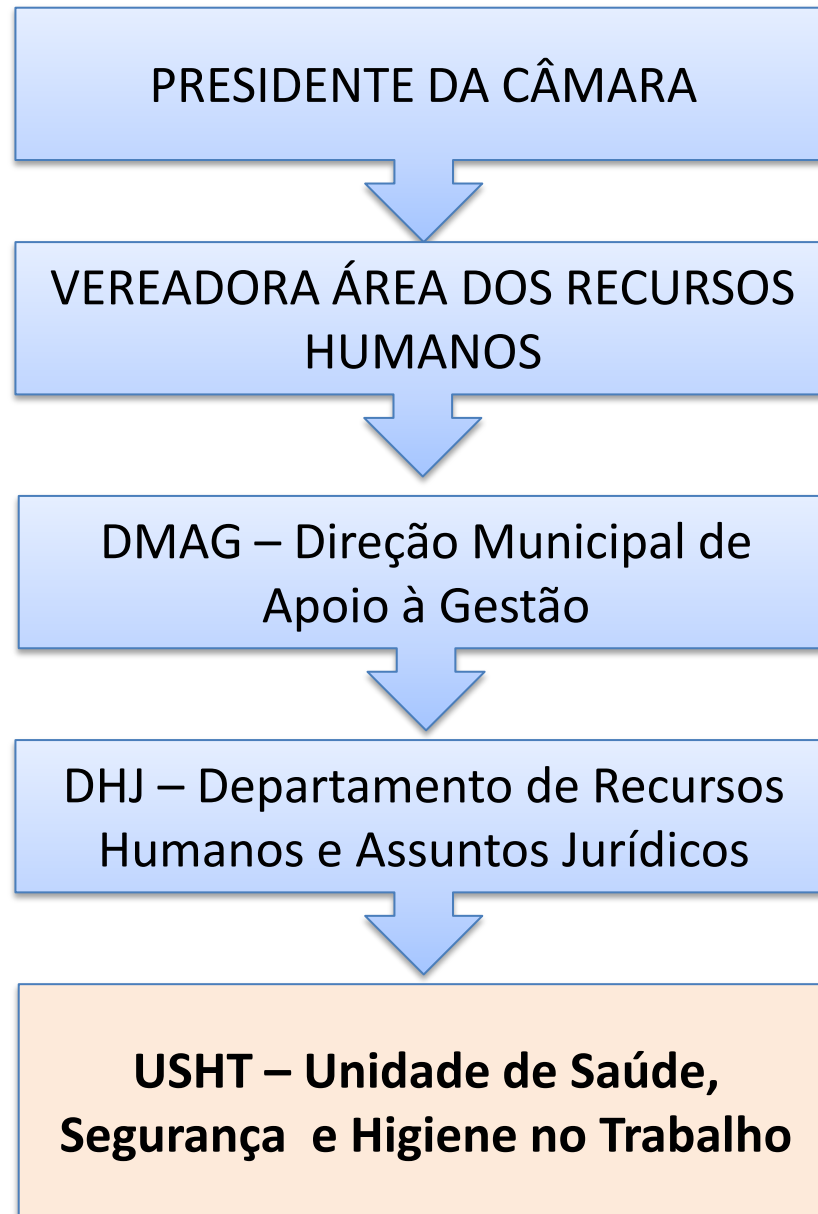 PRESIDENTE DA CÂMARA
VEREADORA ÁREA DOS RECURSOS
HUMANOS
DMAG – Direção Municipal de
Apoio à Gestão
DHJ – Departamento de Recursos
Humanos e Assuntos Jurídicos
USHT – Unidade de Saúde,
Segurança e Higiene no Trabalho